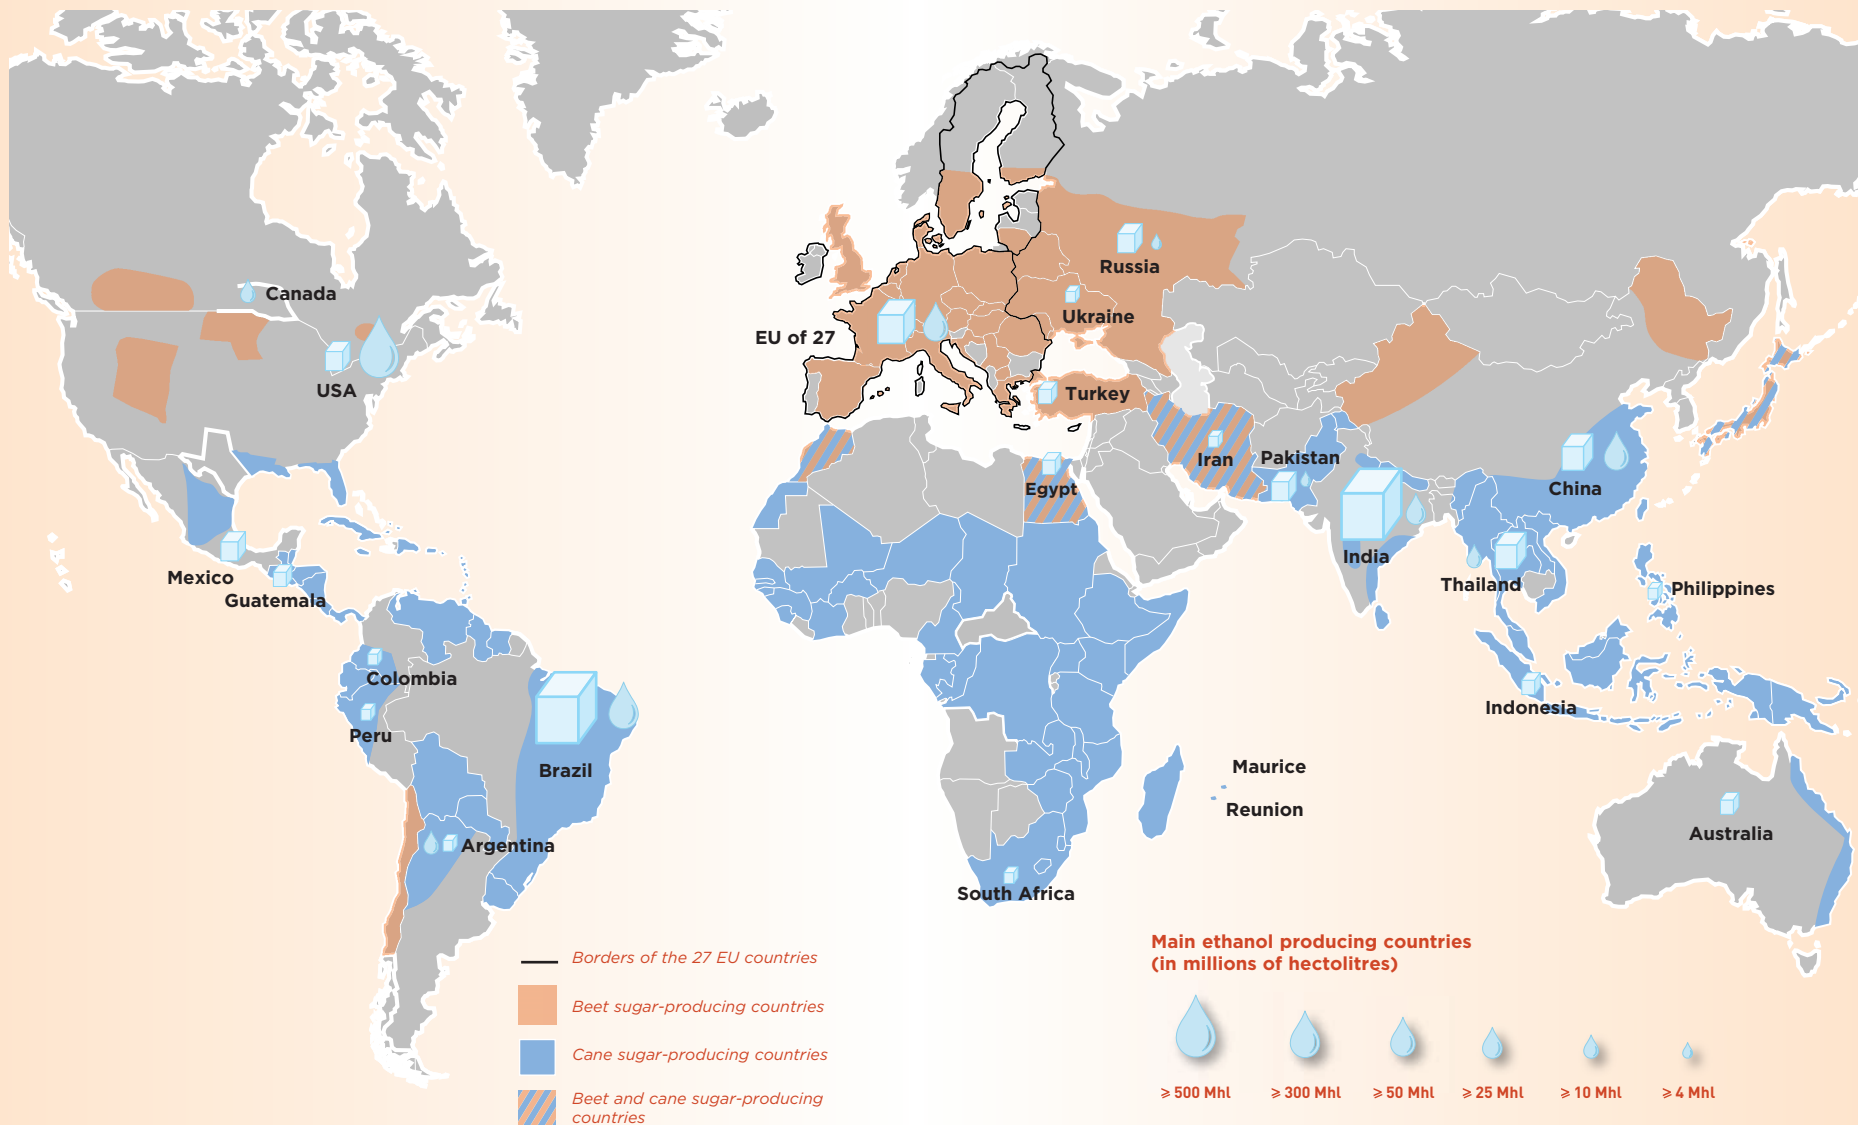 Canada
USA
Mexico
Guatemala
Colombia
Peru
Brazil
Argentina
EU of 27
Russia
Ukraine
Turkey
Iran
Pakistan
Egypt
India
China
Thailand
Philippines
Indonesia
Maurice
Reunion
South Africa
Australia
Borders of the 27 EU countries
Beet sugar-producing countries
Cane sugar-producing countries
Beet and cane sugar-producing
countries
Main ethanol producing countries
(in millions of hectolitres)
⩾ 500 Mhl ⩾ 300 Mhl ⩾ 50 Mhl ⩾ 25 Mhl ⩾ 10 Mhl ⩾ 4 Mhl